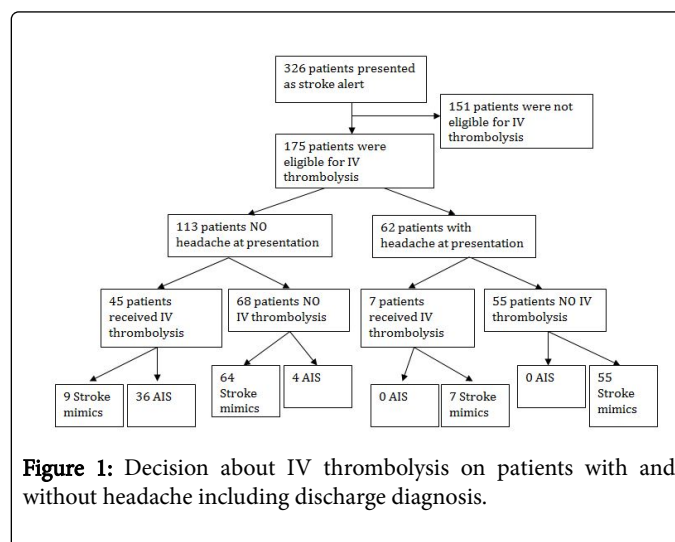 326 patients presented
as stroke alert
151 patients were not
eligible for IV
thrombolysis
175 patients were
eligible for IV
thrombolysis
113 patients NO
headache at presentation
62 patients with
headache at presentation
45 patients
received IV
thrombolysis
68 patients NO
IV thrombolysis
7 patients
received IV
thrombolysis
55 patients NO IV
thrombolysis
9 Stroke
mimics
36 AIS
64
Stroke
mimics
4 AIS
0 AIS
7 Stroke
mimics
0 AIS
55
Stroke
mimics
Figure 1: Decision about IV thrombolysis on patients with and
without headache including discharge diagnosis.